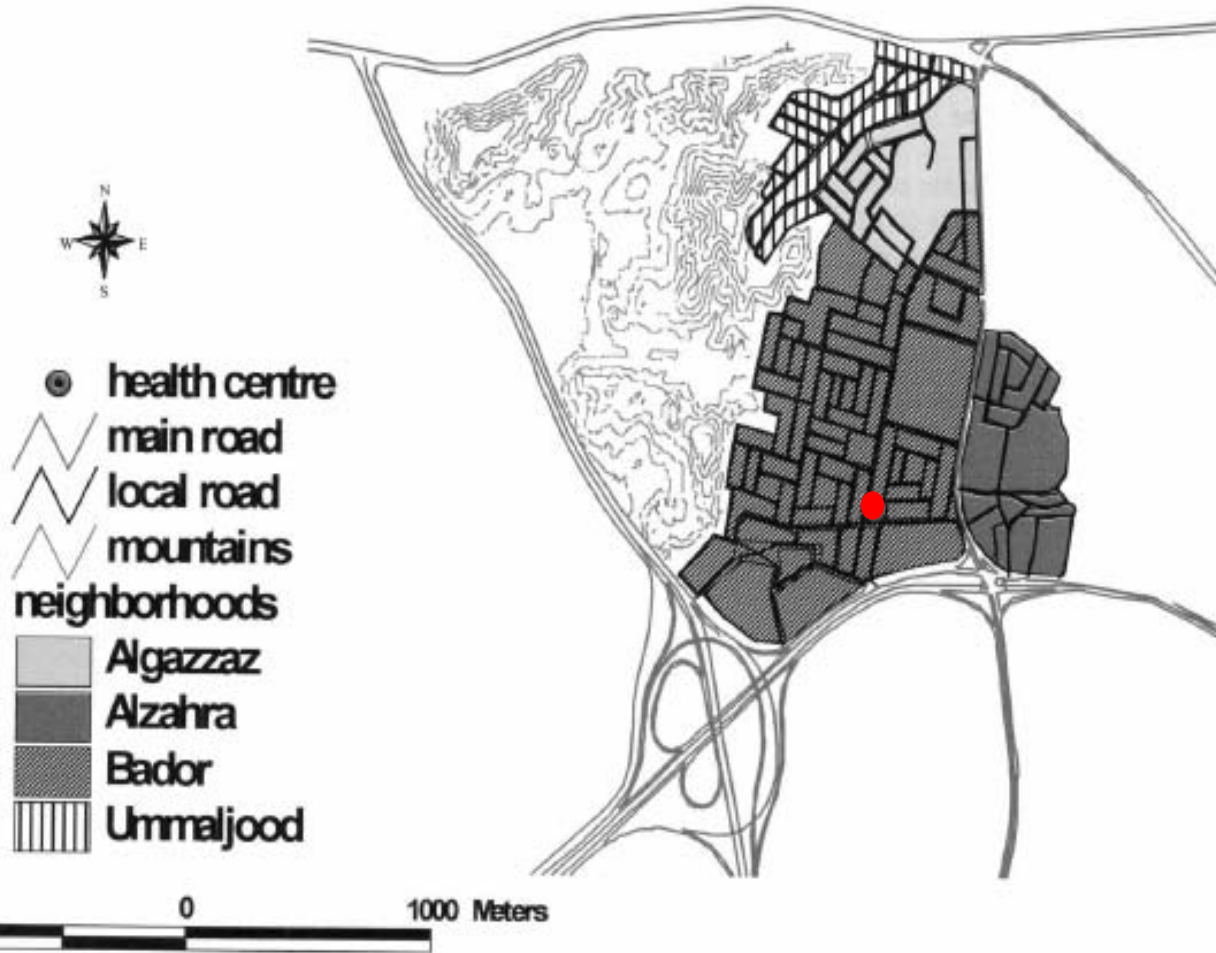 N
W E
S
health centre
main road
local road
mountains
neighborhoods
Algazzaz
Alzahra
Bador
Ummaljood
0 1000 Meters